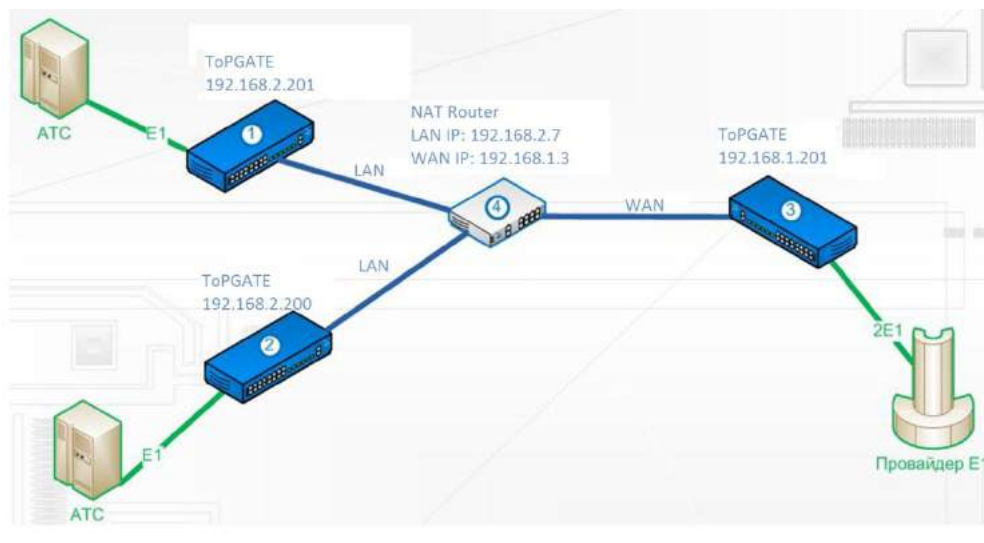 ToPGATE
192.168.2.201
АТС
E1
1
NAT Router
LAN IP: 192.168.2.7
WAN IP: 192.168.1.3
ToPGATE
192.168.1.201
LAN
4
WAN
3
LAN
ToPGATE
192.168.2.200
2
2E1
E1
АТС
Провайдер E1